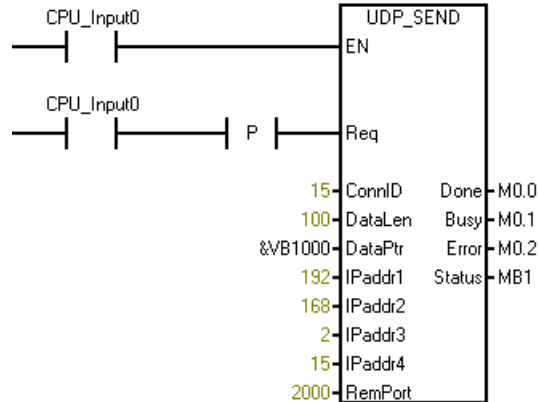 CPU_Input0 UDP_SEND
EN
CPU_Input0
P Req
15 ConnID Done M0.0
100 DataLen Busy M0.1
&VB1000 DataPtr Error M0.2
192 IPaddr1 Status MB1
168 IPaddr2
2 IPaddr3
15 IPaddr4
2000 RemPort